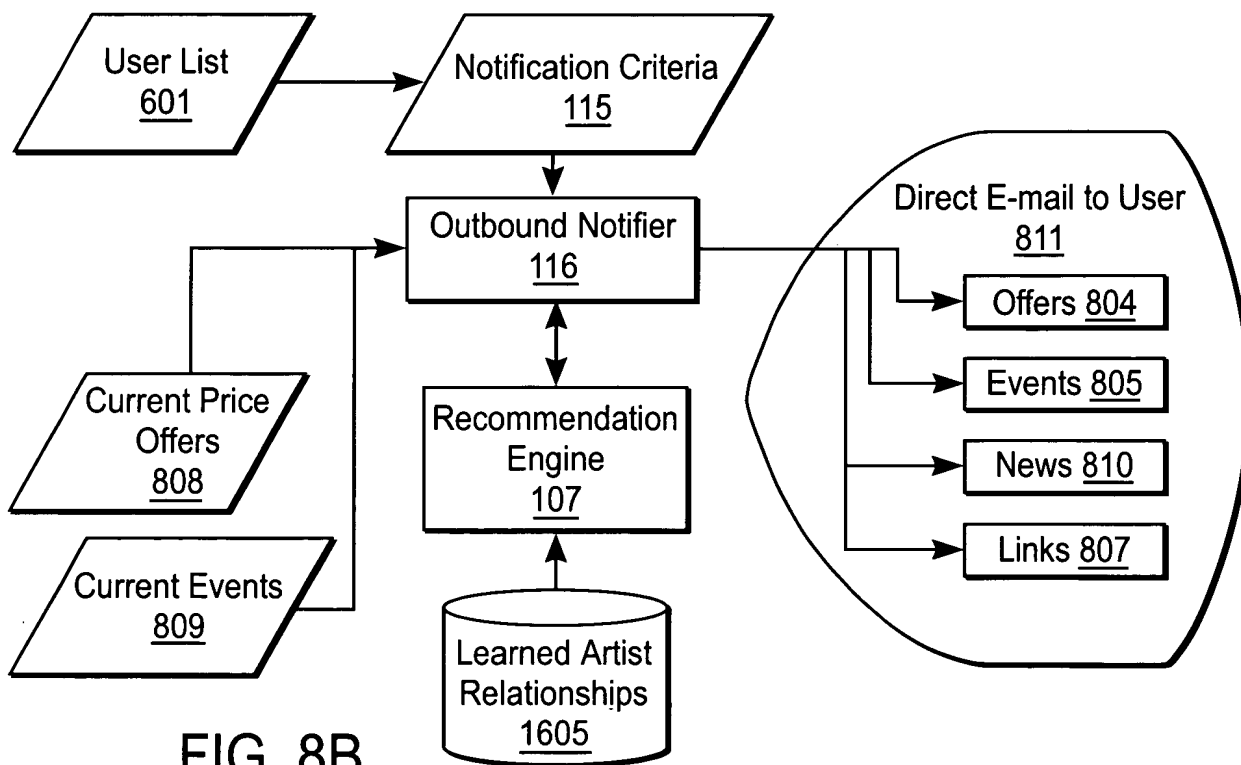 User List
601
Notification Criteria
115
Outbound Notifier
116
Direct E-mail to User
811
Offers 804
Events 805
News 810
Links 807
Current Price
Offers
808
Recommendation
Engine
107
Current Events
809
Learned Artist
Relationships
1605
FIG. 8B